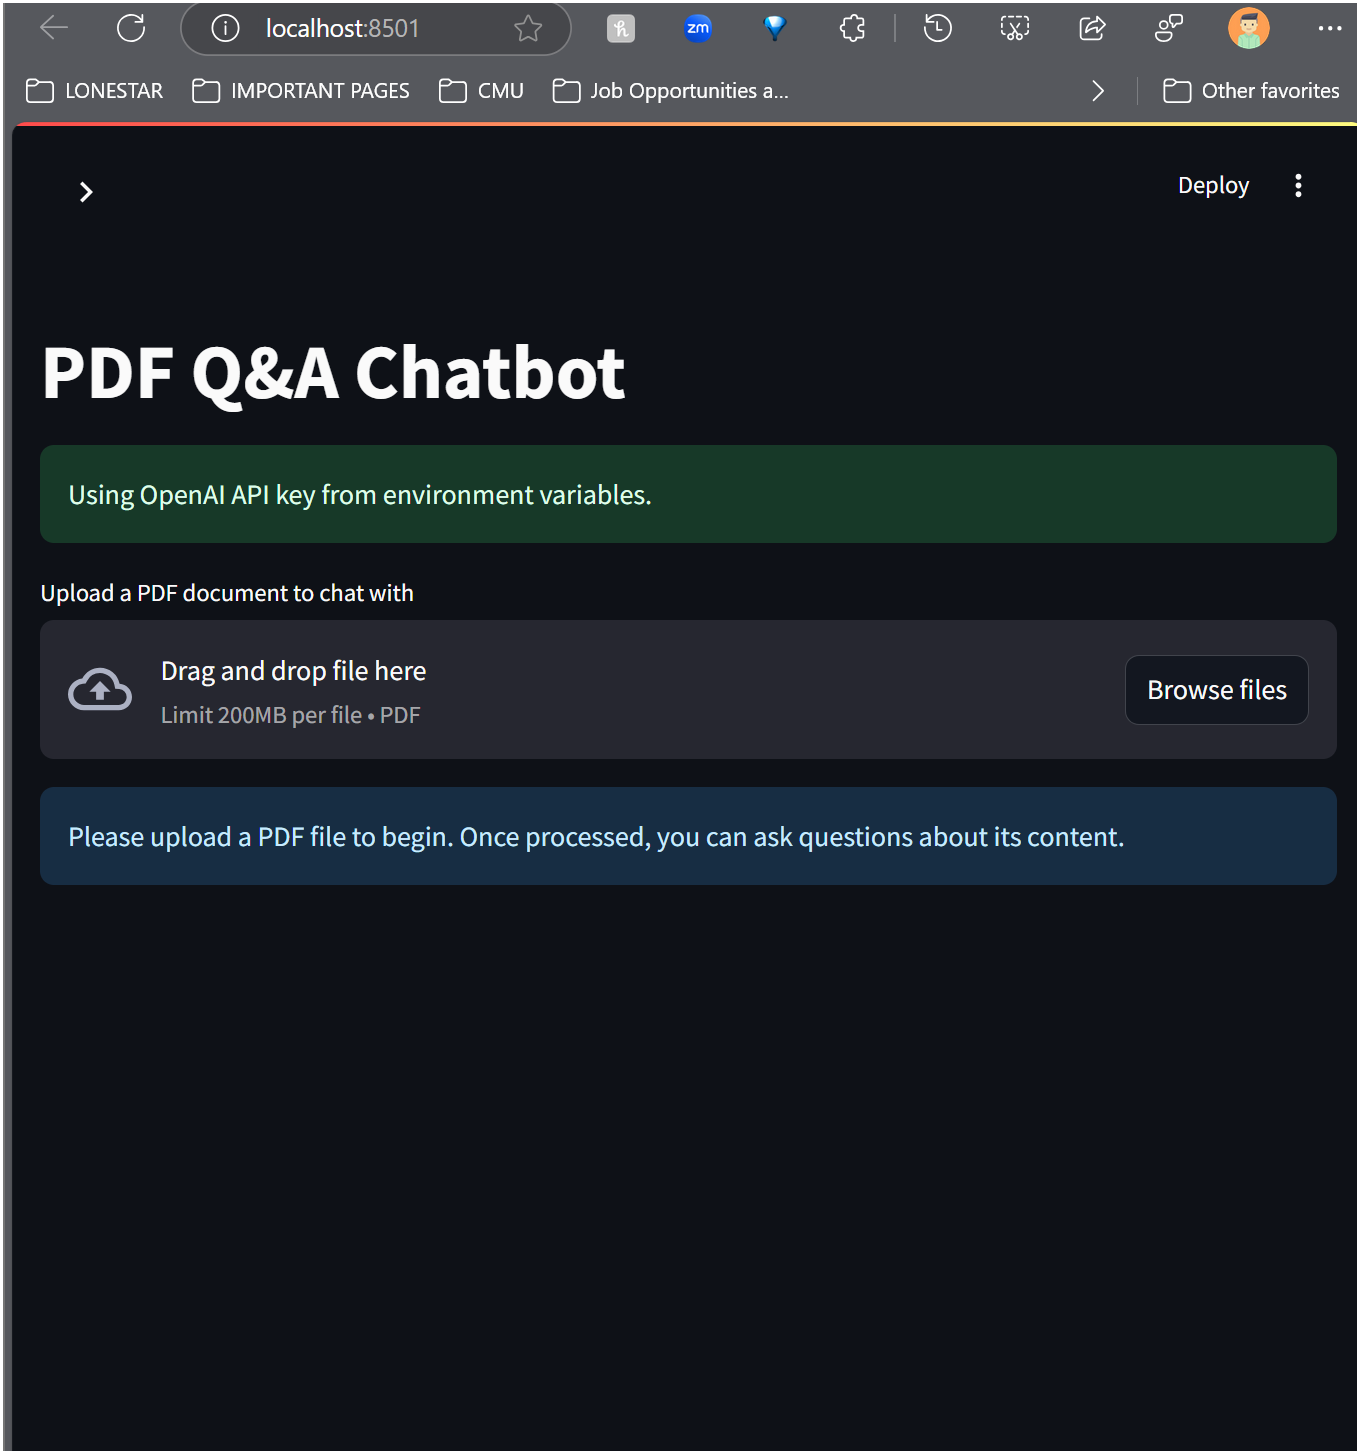 localhost:8501
zm
LONESTAR
IMPORTANT PAGES
CMU
Job Opportunities a...
Other favorites
Deploy
PDF Q&A Chatbot
Using OpenAI API key from environment variables.
Upload a PDF document to chat with
Drag and drop file here
Limit 200MB per file • PDF
Browse files
Please upload a PDF file to begin. Once processed, you can ask questions about its content.